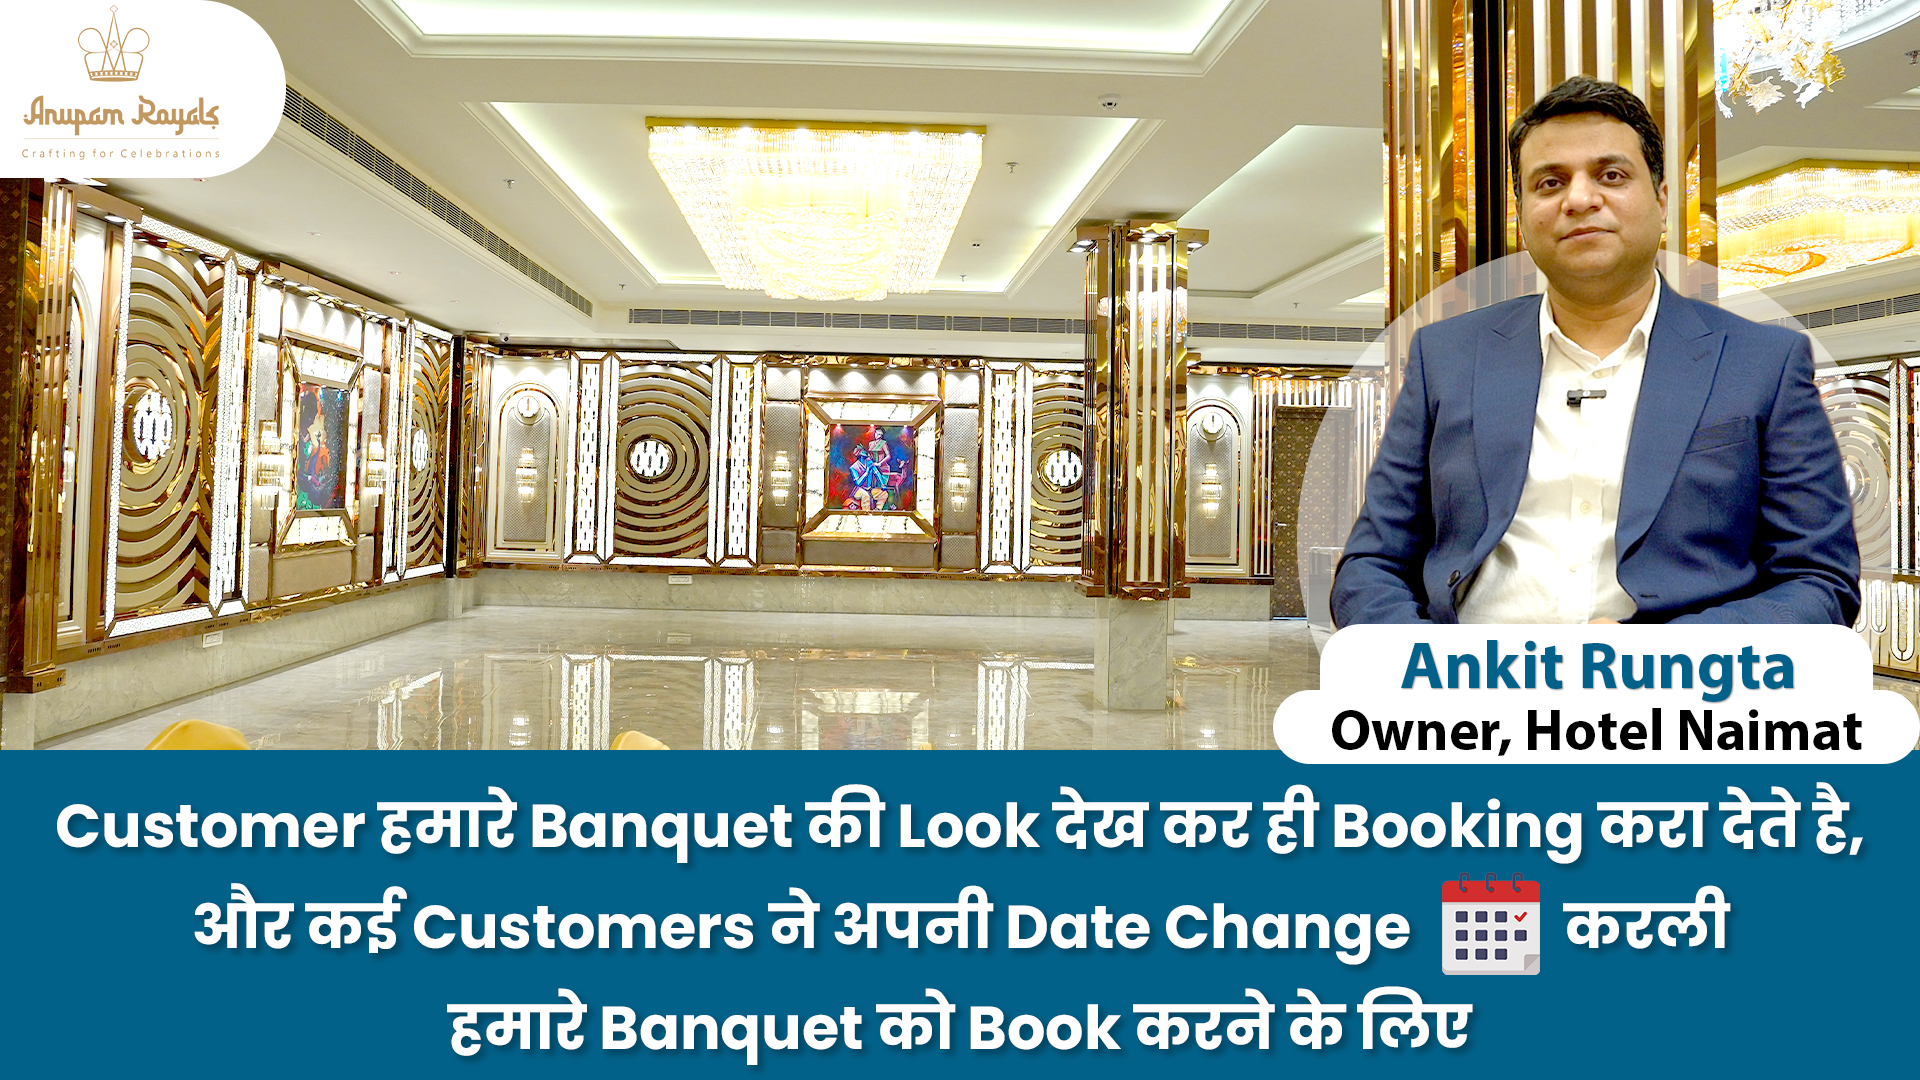 Anupam Royals
Crafting for Celebrations
Ankit Rungta
Owner, Hotel Naimat
Customer हमारे Banquet की Look देख कर ही Booking करा देते है,
और कई Customers ने अपनी Date Change करली
हमारे Banquet को Book करने के लिए